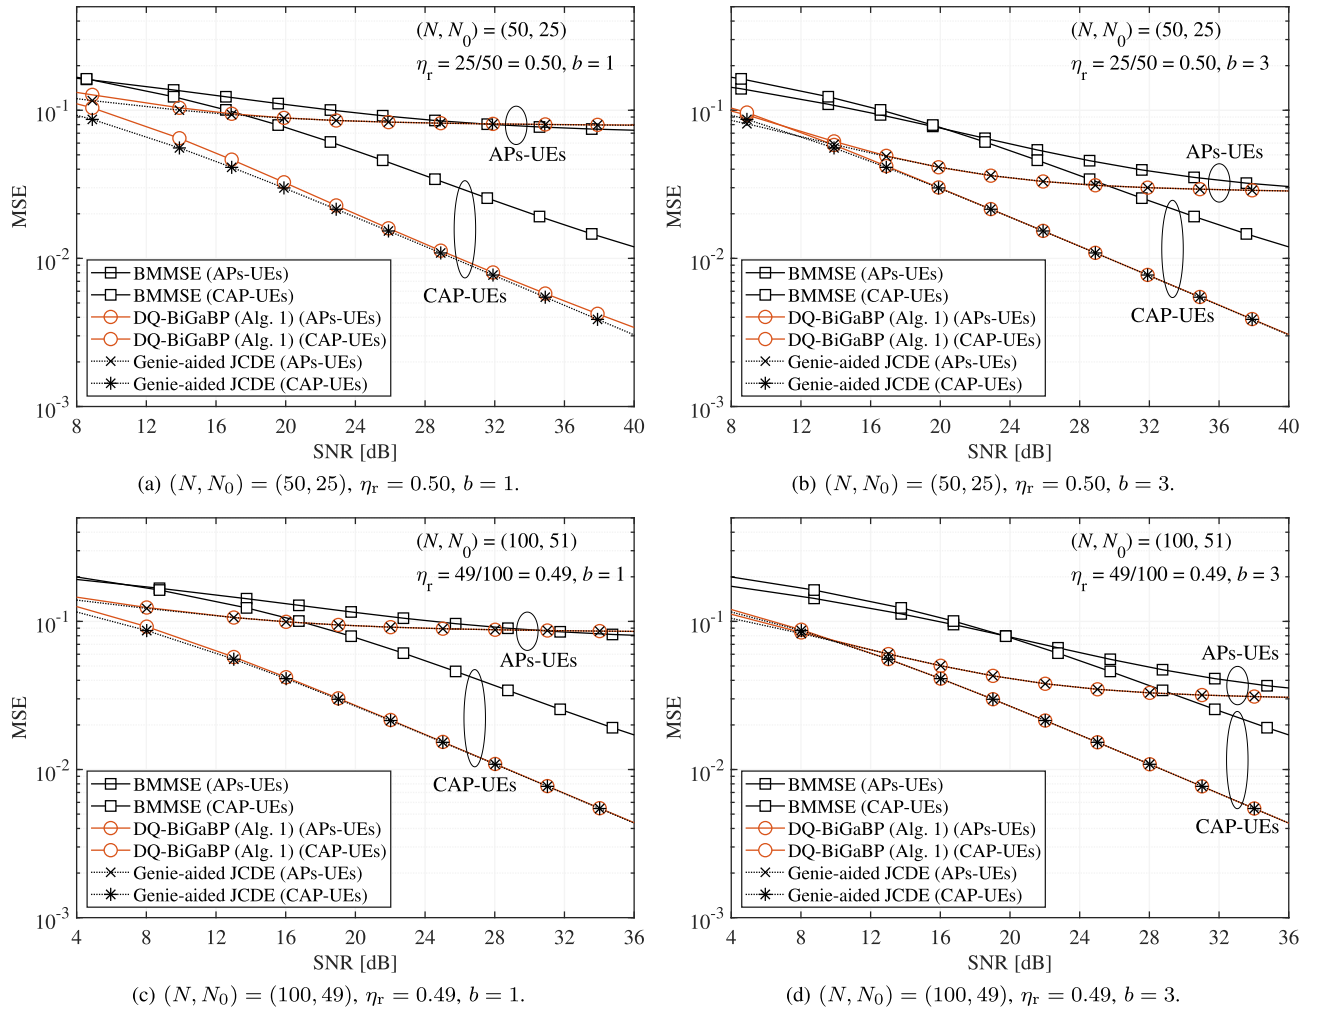 (N, N0) = (50, 25)
ηr = 25/50 = 0.50, b = 1
APs-UEs
CAP-UEs
BMMSE (APs-UEs)
BMMSE (CAP-UEs)
DQ-BiGaBP (Alg. 1) (APs-UEs)
DQ-BiGaBP (Alg. 1) (CAP-UEs)
Genie-aided JCDE (APs-UEs)
Genie-aided JCDE (CAP-UEs)
MSE
10-1
10-2
10-3
8 12 16 20 24 28 32 36 40
SNR [dB]
(a) (N, N0) = (50, 25), ηr = 0.50, b = 1.
(N, N0) = (50, 25)
ηr = 25/50 = 0.50, b = 3
APs-UEs
CAP-UEs
BMMSE (APs-UEs)
BMMSE (CAP-UEs)
DQ-BiGaBP (Alg. 1) (APs-UEs)
DQ-BiGaBP (Alg. 1) (CAP-UEs)
Genie-aided JCDE (APs-UEs)
Genie-aided JCDE (CAP-UEs)
MSE
10-1
10-2
10-3
8 12 16 20 24 28 32 36 40
SNR [dB]
(b) (N, N0) = (50, 25), ηr = 0.50, b = 3.
(N, N0) = (100, 51)
ηr = 49/100 = 0.49, b = 1
APs-UEs
CAP-UEs
BMMSE (APs-UEs)
BMMSE (CAP-UEs)
DQ-BiGaBP (Alg. 1) (APs-UEs)
DQ-BiGaBP (Alg. 1) (CAP-UEs)
Genie-aided JCDE (APs-UEs)
Genie-aided JCDE (CAP-UEs)
MSE
10-1
10-2
10-3
4 8 12 16 20 24 28 32 36
SNR [dB]
(c) (N, N0) = (100, 49), ηr = 0.49, b = 1.
(N, N0) = (100, 51)
ηr = 49/100 = 0.49, b = 3
APs-UEs
CAP-UEs
BMMSE (APs-UEs)
BMMSE (CAP-UEs)
DQ-BiGaBP (Alg. 1) (APs-UEs)
DQ-BiGaBP (Alg. 1) (CAP-UEs)
Genie-aided JCDE (APs-UEs)
Genie-aided JCDE (CAP-UEs)
MSE
10-1
10-2
10-3
4 8 12 16 20 24 28 32 36
SNR [dB]
(d) (N, N0) = (100, 49), ηr = 0.49, b = 3.